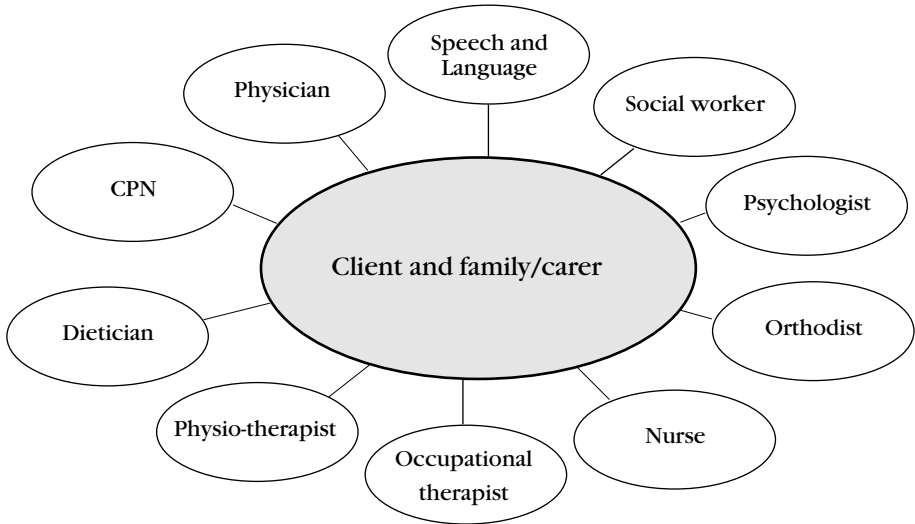 Speech and
Language
Physician
Social worker
CPN
Psychologist
Client and family/carer
Dietician
Orthodist
Physio-therapist
Nurse
Occupational
therapist